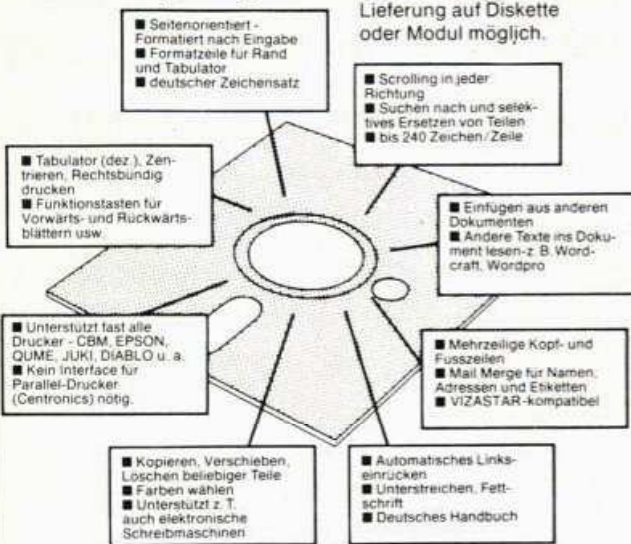 Lieferung auf Diskette
oder Modul möglich.
■ Seitenorientiert -
Formatiert nach Eingabe
■ Formatzeile für Rand
und Tabulator
■ deutscher Zeichensatz
■ Scrolling in jeder
Richtung
■ Suchen nach und selek-
tives Ersetzen von Teilen
■ bis 240 Zeichen/Zeile
■ Tabulator (dez.), Zen-
trieren, Rechtsbündig
drucken
■ Funktionstasten für
Vorwärts- und Rückwärts-
blättern usw.
■ Einfügen aus anderen
Dokumenten
■ Andere Texte ins Doku-
ment lesen-z. B. Word-
craft, Wordpro
■ Unterstützt fast alle
Drucker - CBM, EPSON,
QUME, JUKI, DIABLO u. a.
■ Kein Interface für
Parallel-Drucker
(Centronics) nötig.
■ Mehrzeilige Kopf- und
Fusszeilen
■ Mail Merge für Namen,
Adressen und Etiketten
■ VIZASTAR-kompatibel
■ Kopieren, Verschieben,
Löschen beliebiger Teile
■ Farben wählen
■ Unterstützt z. T.
auch elektronische
Schreibmaschinen
■ Automatisches Links-
einrücken
■ Unterstreichen, Fett-
schrift
■ Deutsches Handbuch